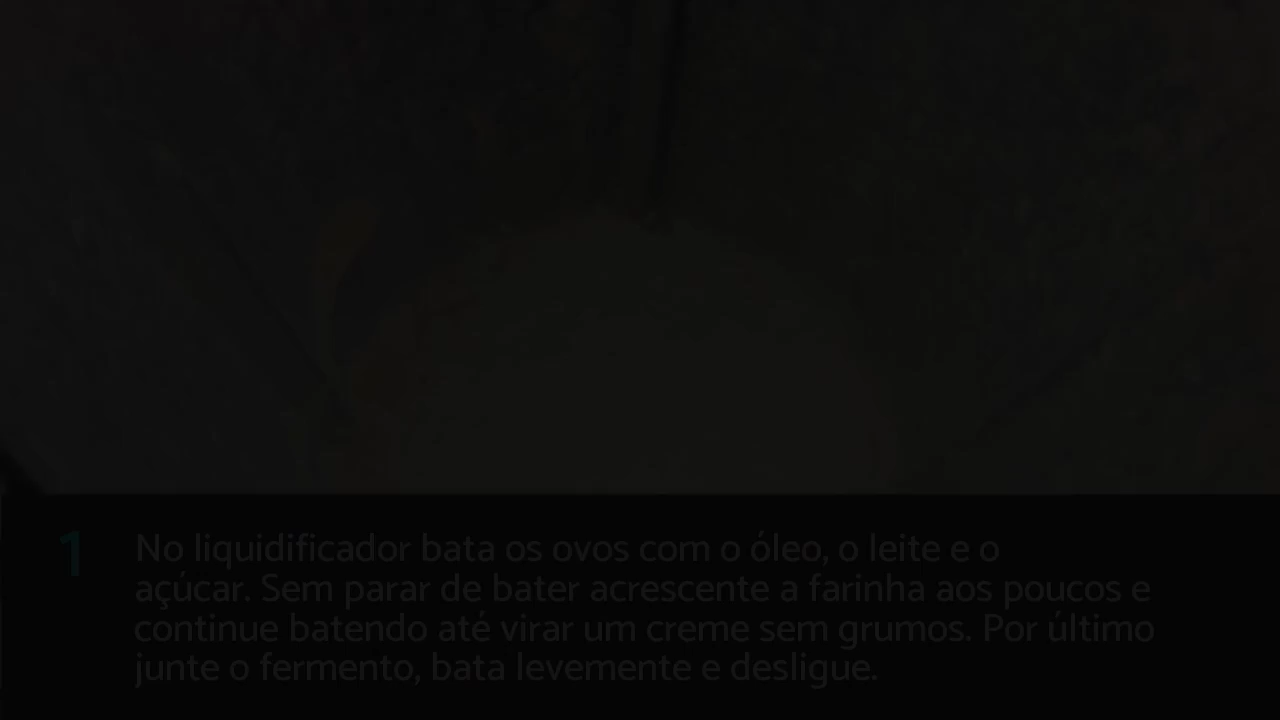 1 No liquidificador bata os ovos com o óleo, o leite e o
açúcar. Sem parar de bater acrescente a farinha aos poucos e
continue batendo até virar um creme sem grumos. Por último
junte o fermento, bata levemente e desligue.